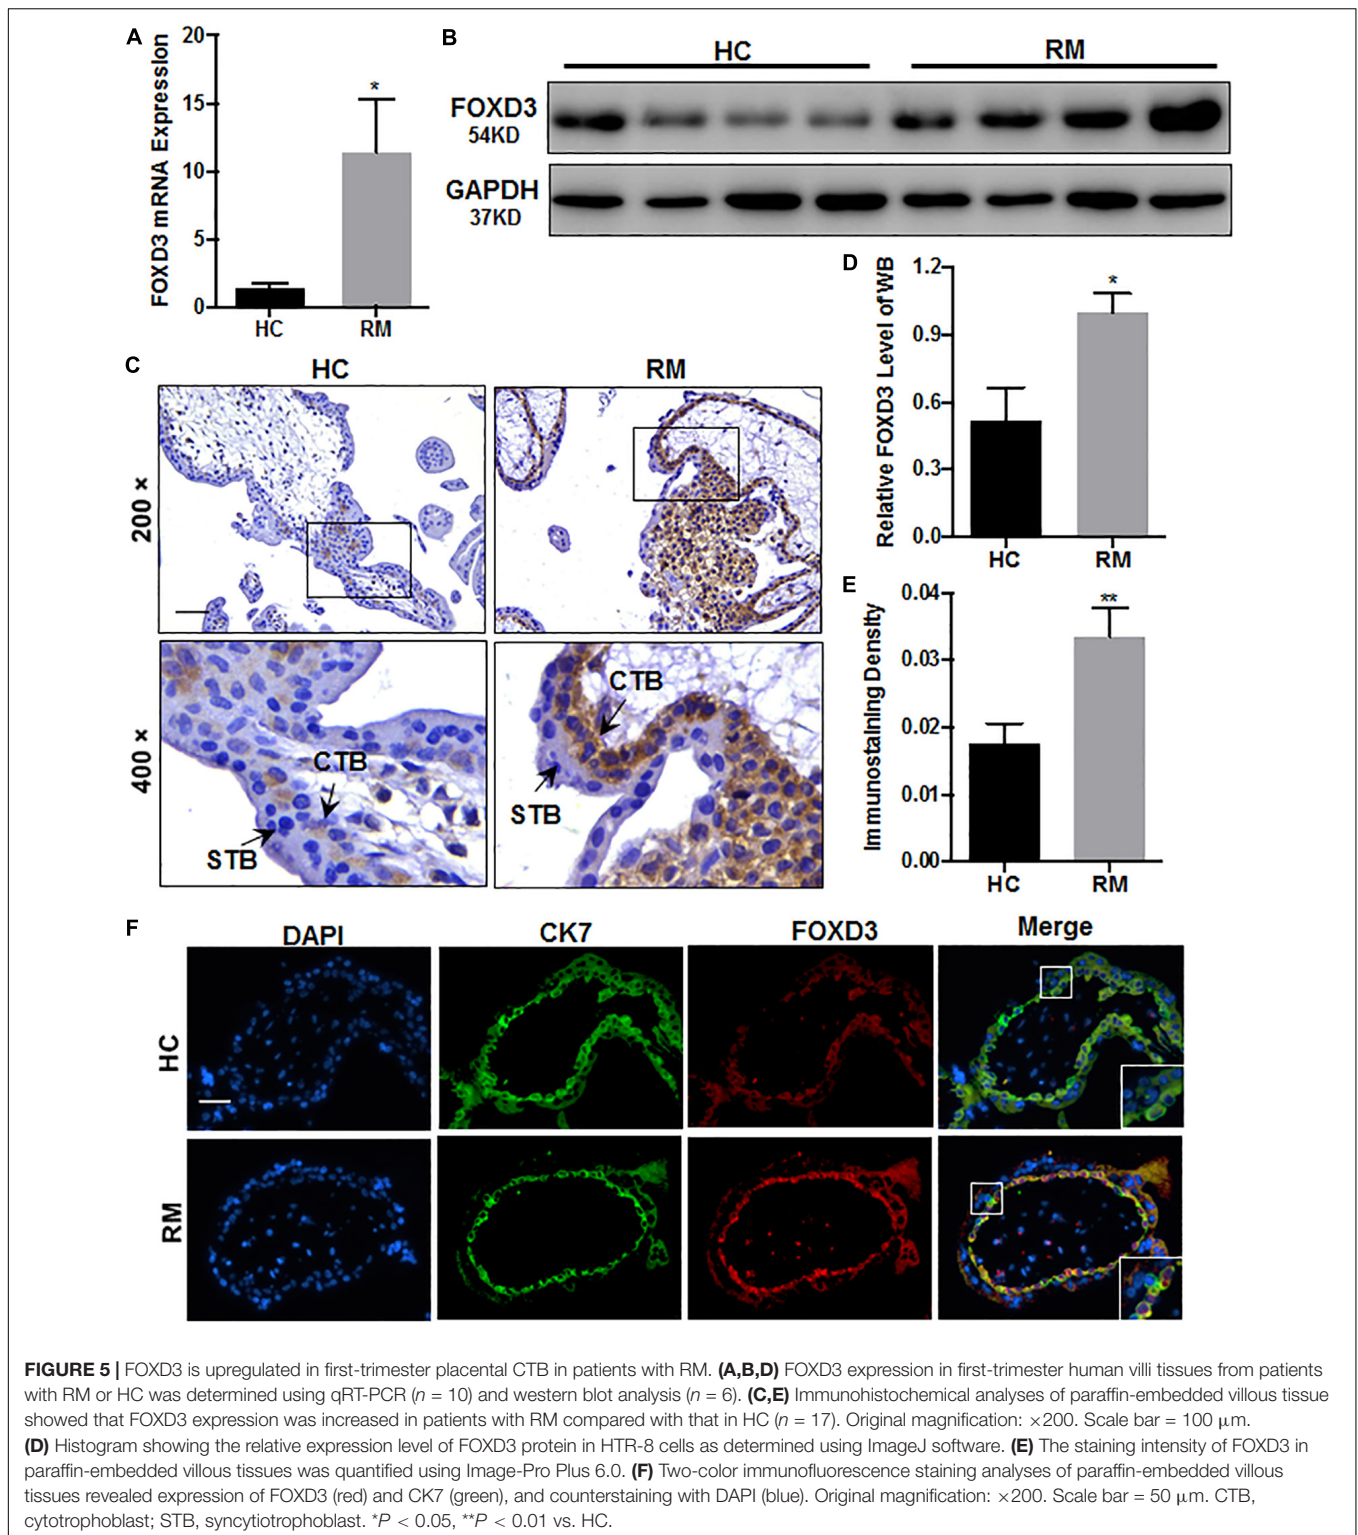 A
20
15
10
5
0
FOXD3 mRNA Expression
*
HC
RM
B
HC
RM
FOXD3
54KD
GAPDH
37KD
D
1.2
0.9
0.6
0.3
0.0
Relative FOXD3 Level of WB
*
HC
RM
C
HC
RM
200 ×
400 ×
CTB
STB
CTB
STB
E
0.04
0.03
0.02
0.01
0.00
Immunostaining Density
**
HC
RM
F
DAPI
CK7
FOXD3
Merge
HC
RM
FIGURE 5 | FOXD3 is upregulated in first-trimester placental CTB in patients with RM. (A,B,D) FOXD3 expression in first-trimester human villi tissues from patients
with RM or HC was determined using qRT-PCR (n = 10) and western blot analysis (n = 6). (C,E) Immunohistochemical analyses of paraffin-embedded villous tissue
showed that FOXD3 expression was increased in patients with RM compared with that in HC (n = 17). Original magnification: ×200. Scale bar = 100 μm.
(D) Histogram showing the relative expression level of FOXD3 protein in HTR-8 cells as determined using ImageJ software. (E) The staining intensity of FOXD3 in
paraffin-embedded villous tissues was quantified using Image-Pro Plus 6.0. (F) Two-color immunofluorescence staining analyses of paraffin-embedded villous
tissues revealed expression of FOXD3 (red) and CK7 (green), and counterstaining with DAPI (blue). Original magnification: ×200. Scale bar = 50 μm. CTB,
cytotrophoblast; STB, syncytiotrophoblast. *P < 0.05, **P < 0.01 vs. HC.